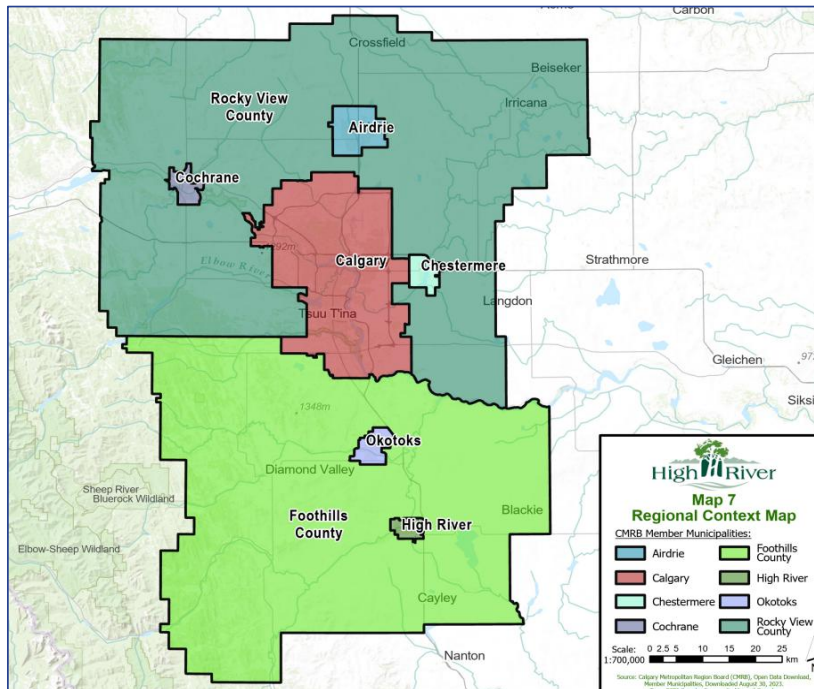 Acme
Carbon
Crossfield
Beiseker
Rocky View
County
Irricana
Airdrie
Cochrane
1292m
Elbow River
Calgary
Chestermere
Strathmore
Langdon
Tsuu T'ina
Gleichen
Siksi
1348m
Okotoks
Diamond Valley
Sheep River
Bluerock Wildland
Blackie
High River
Foothills
County
Elbow-Sheep Wildland
Cayley
Nanton
High River
Map 7
Regional Context Map
CMRB Member Municipalities:
Airdrie
Foothills
County
Calgary
High River
Chestermere
Okotoks
Cochrane
Rocky View
County
Scale:
1:700,000
0 2.5 5 10 15 20 25
km
Source: Calgary Metropolitan Region Board (CMRB), Open Data Download,
Member Municipalities, Downloaded August 30, 2023.